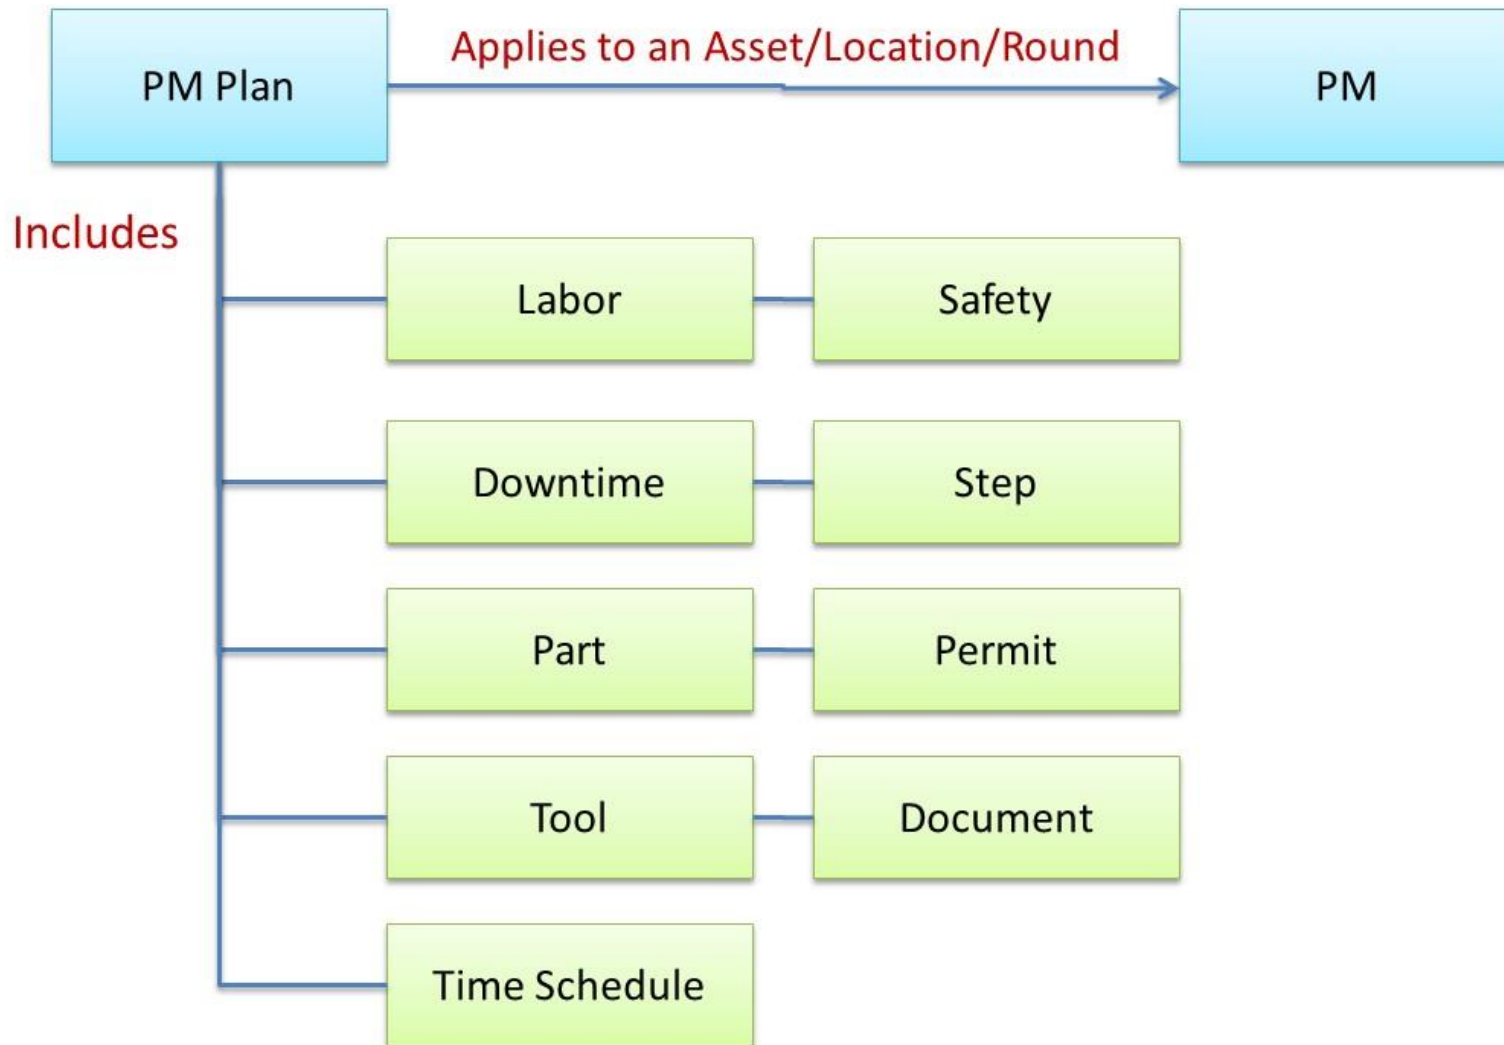 PM Plan
Applies to an Asset/Location/Round
PM
Includes
Labor
Safety
Downtime
Step
Part
Permit
Tool
Document
Time Schedule